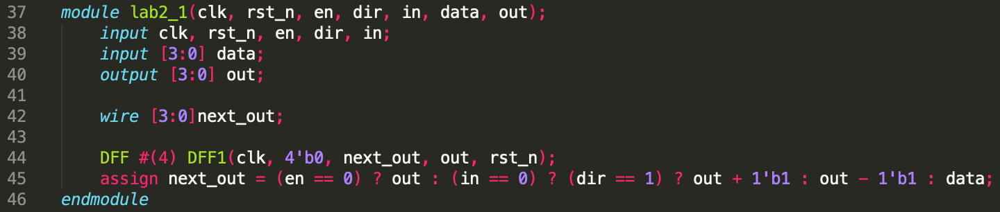 37 module lab2_1(clk, rst_n, en, dir, in, data, out);
38 input clk, rst_n, en, dir, in;
39 input [3:0] data;
40 output [3:0] out;
41
42 wire [3:0]next_out;
43
44 DFF #(4) DFF1(clk, 4'b0, next_out, out, rst_n);
45 assign next_out = (en == 0) ? out : (in == 0) ? (dir == 1) ? out + 1'b1 : out - 1'b1 : data;
46 endmodule